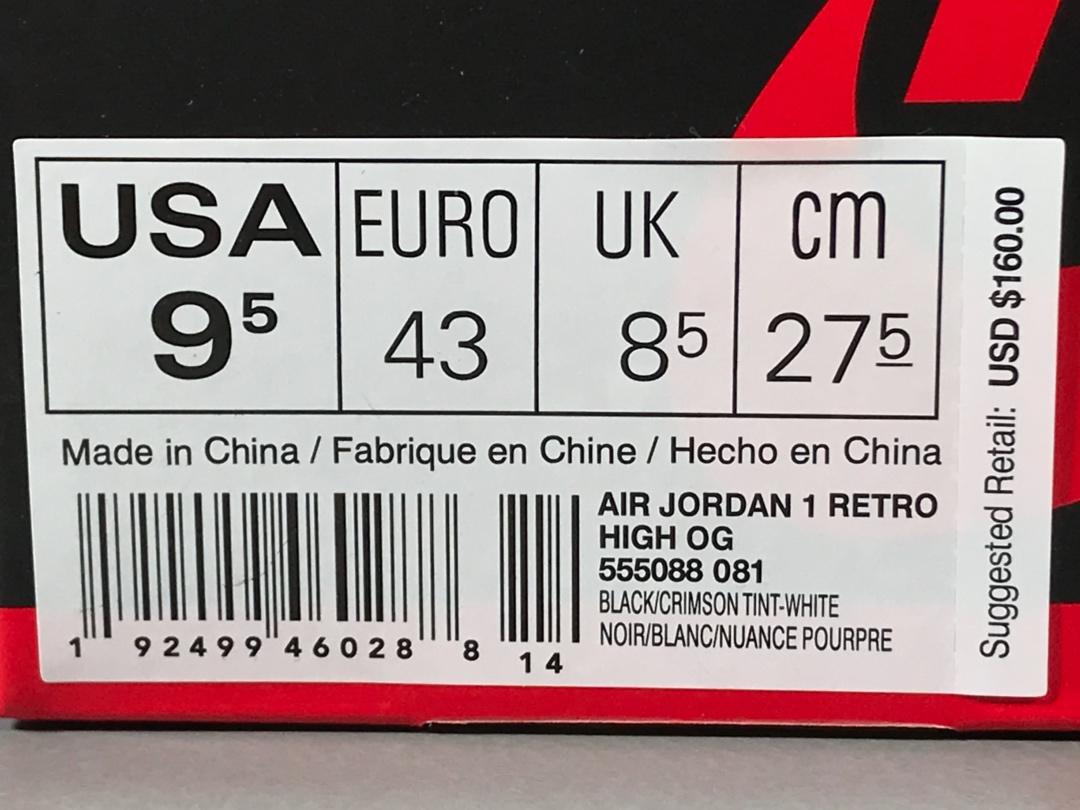 USA EURO UK cm
9⁵ 43 8⁵ 27⁵
Made in China / Fabrique en Chine / Hecho en China
AIR JORDAN 1 RETRO
HIGH OG
555088 081
BLACK/CRIMSON TINT-WHITE
NOIR/BLANC/NUANCE POURPRE
1 92499 46028 8 14
Suggested Retail: USD $160.00